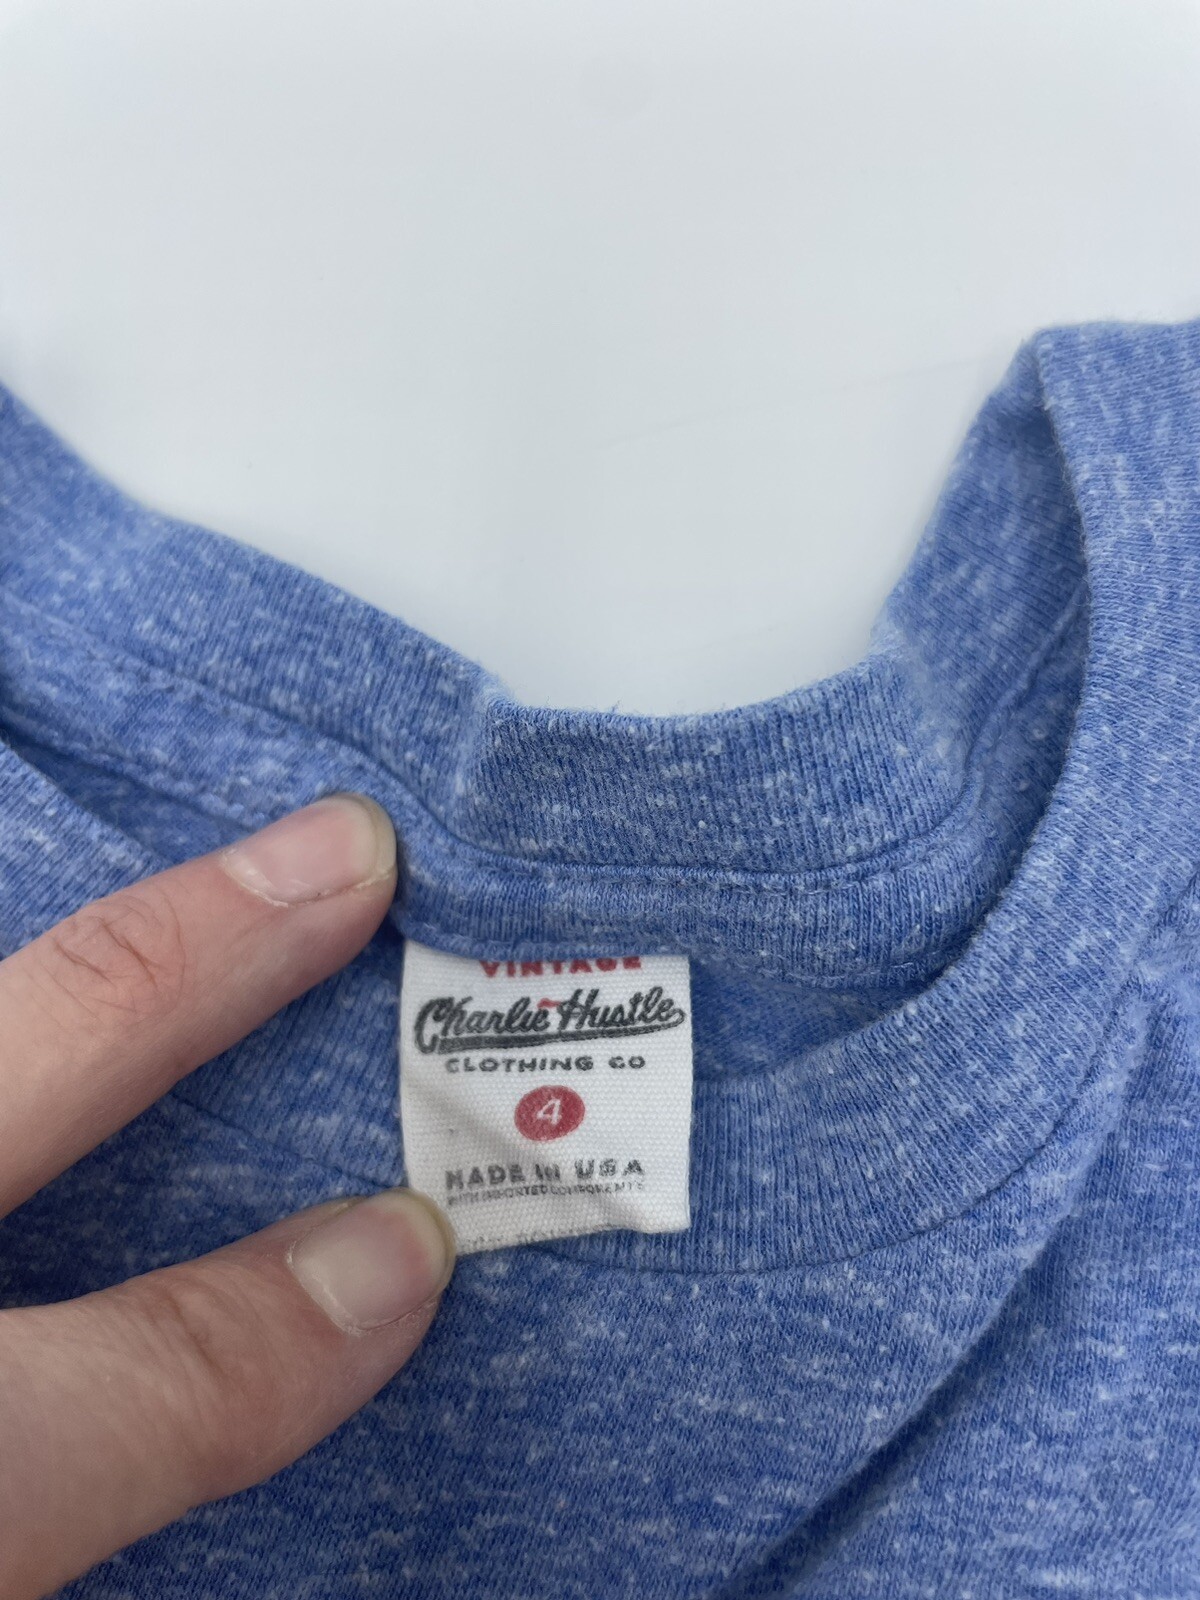 VINTAGE
Charlie Hustle
CLOTHING CO
4
MADE IN USA
WITH IMPORTED COMPONENTS